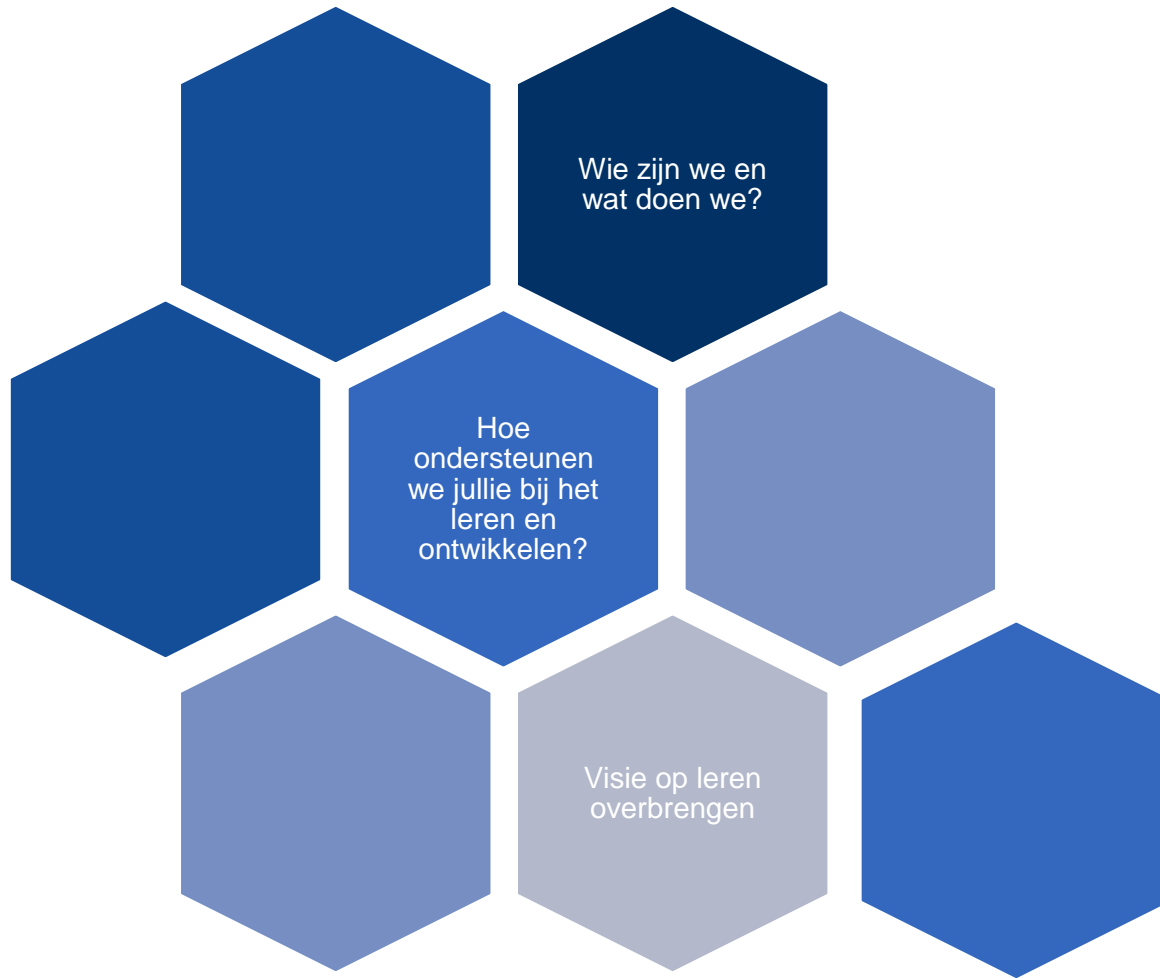 Wie zijn we en
wat doen we?
Hoe
ondersteunen
we jullie bij het
leren en
ontwikkelen?
Visie op leren
overbrengen